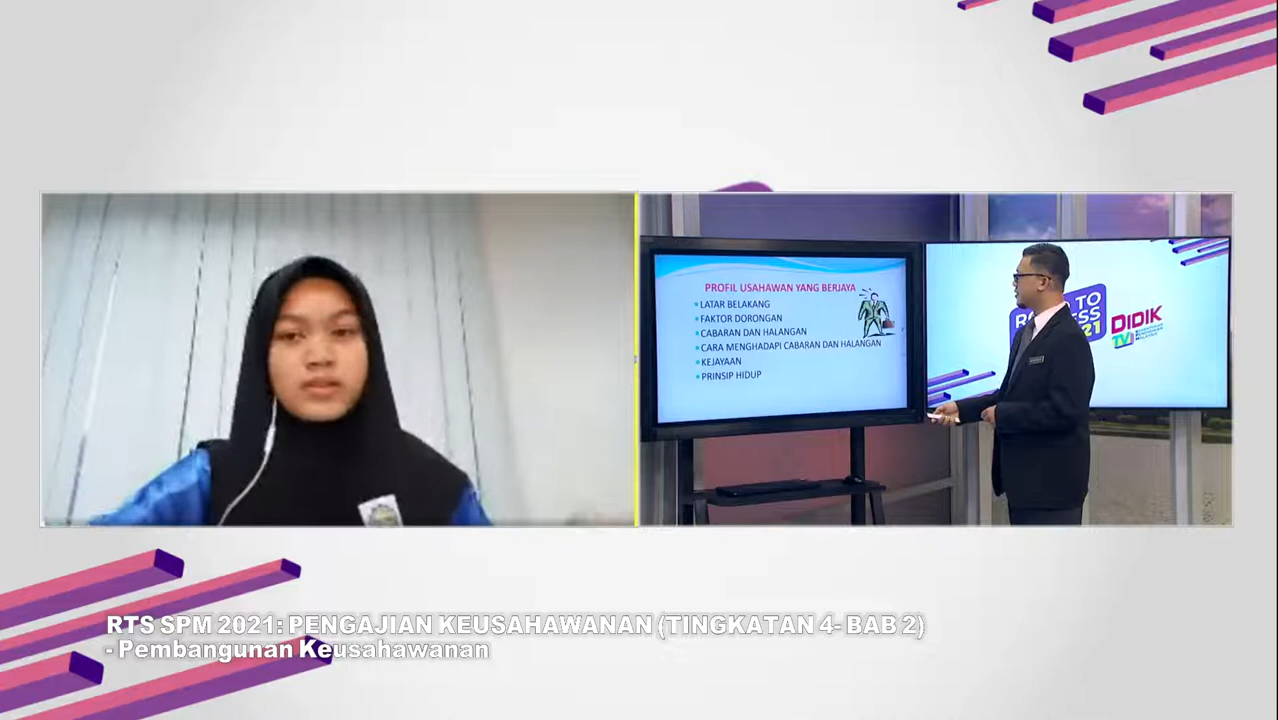 PROFIL USAHAWAN YANG BERJAYA
LATAR BELAKANG
FAKTOR DORONGAN
CABARAN DAN HALANGAN
CARA MENGHADAPI CABARAN DAN HALANGAN
KEJAYAAN
PRINSIP HIDUP
TO
DIDIK
TV
RTS SPM 2021: PENGAJIAN KEUSAHAWANAN (TINGKATAN 4- BAB 2)
- Pembangunan Keusahawanan